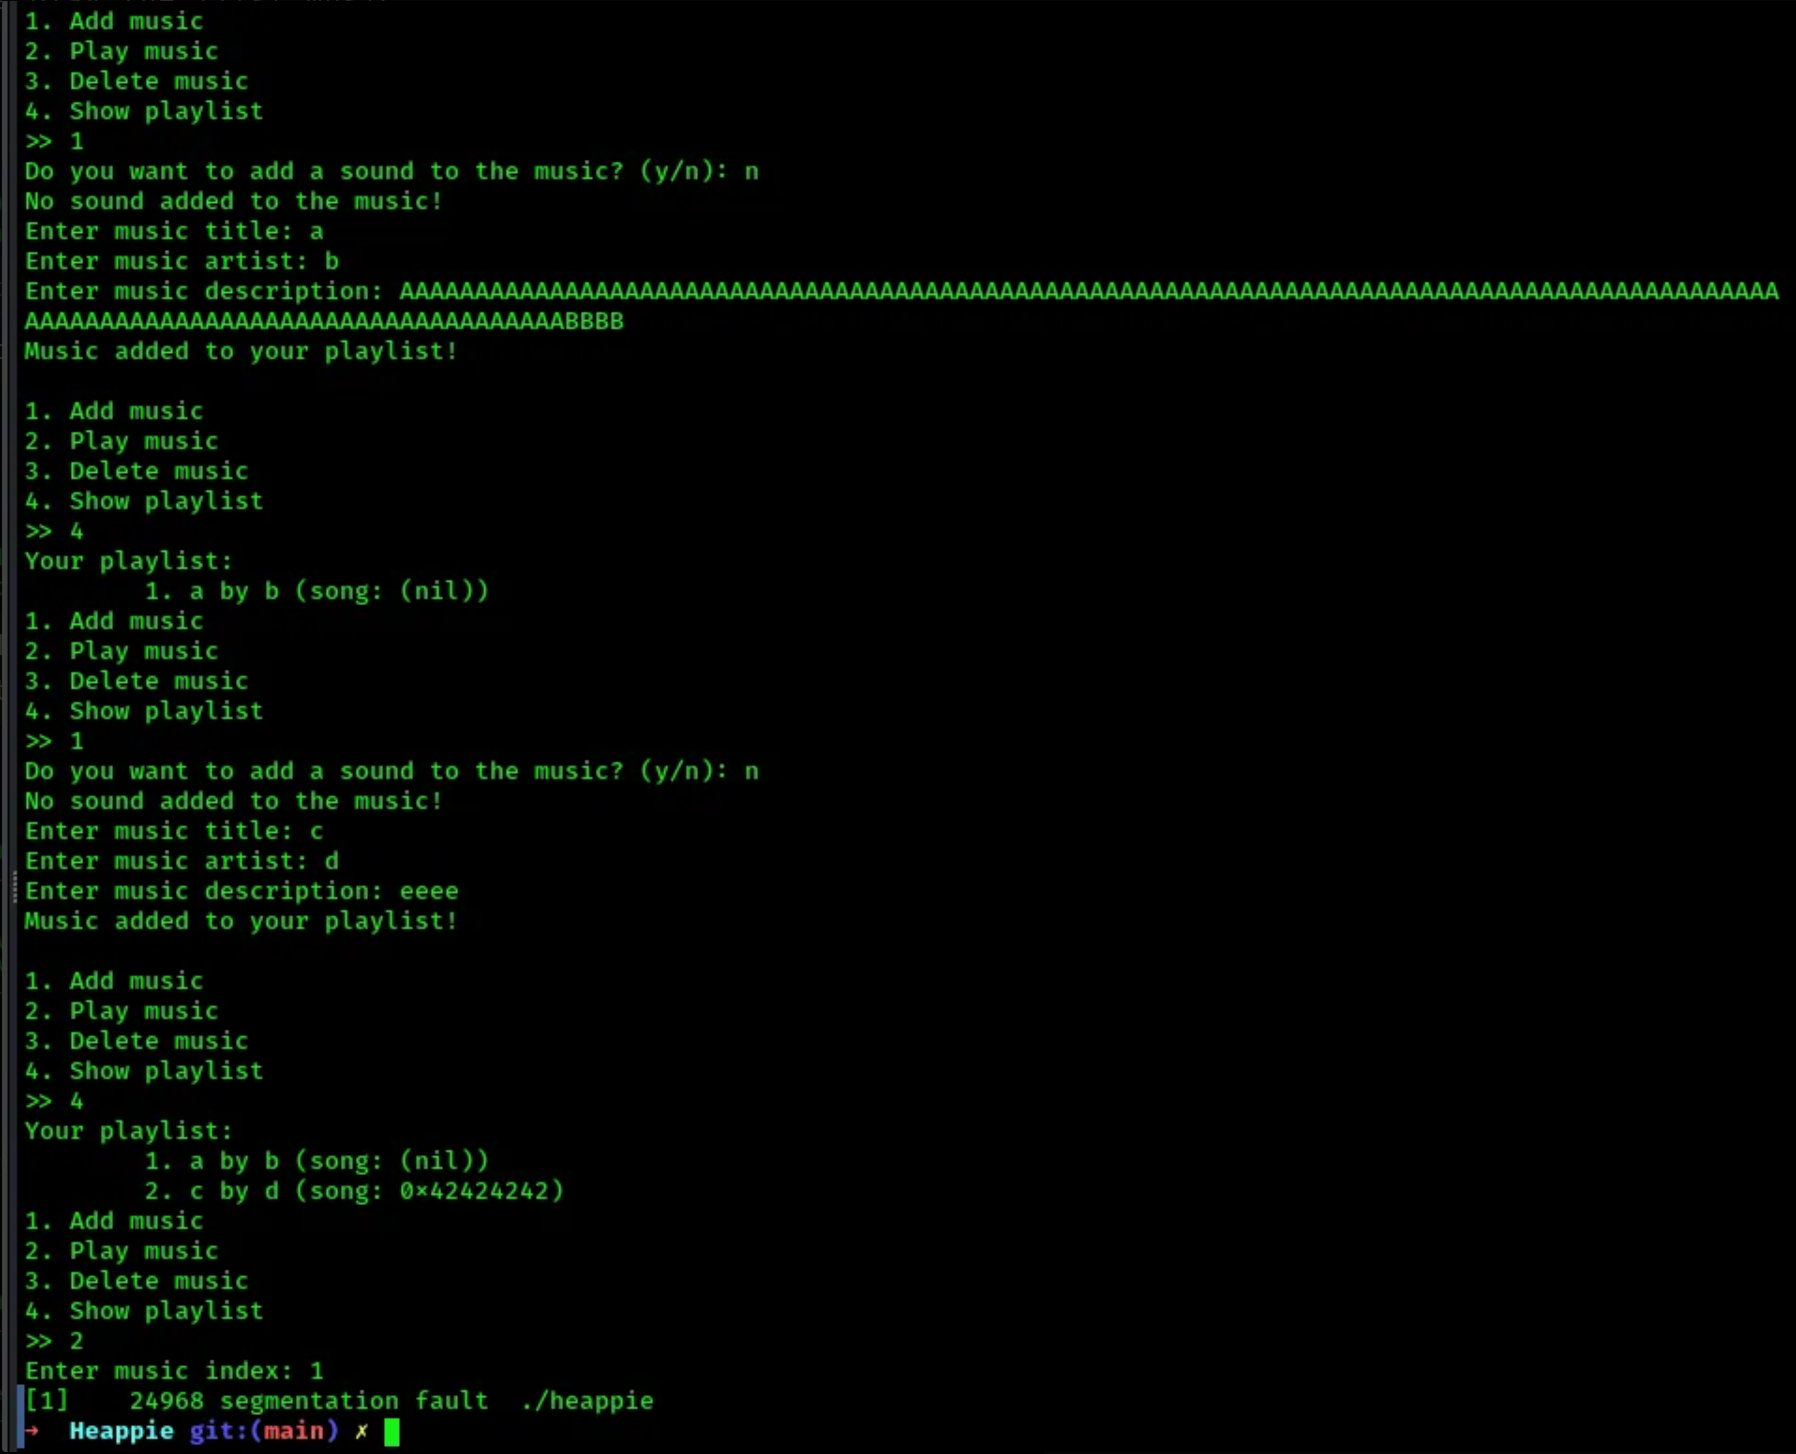 1. Add music
2. Play music
3. Delete music
4. Show playlist
>> 1
Do you want to add a sound to the music? (y/n): n
No sound added to the music!
Enter music title: a
Enter music artist: b
Enter music description: AAAAAAAAAAAAAAAAAAAAAAAAAAAAAAAAAAAAAAAAAAAAAAAAAAAAAAAAAAAAAAAAAAAAAAAAAAAAAAAAAAAAAAAAAAAA
AAAAAAAAAAAAAAAAAAAAAAAAAAAAAAAAAAAABBBB
Music added to your playlist!
1. Add music
2. Play music
3. Delete music
4. Show playlist
>> 4
Your playlist:
1. a by b (song: (nil))
1. Add music
2. Play music
3. Delete music
4. Show playlist
>> 1
Do you want to add a sound to the music? (y/n): n
No sound added to the music!
Enter music title: c
Enter music artist: d
Enter music description: eeee
Music added to your playlist!
1. Add music
2. Play music
3. Delete music
4. Show playlist
>> 4
Your playlist:
1. a by b (song: (nil))
2. c by d (song: 0×42424242)
1. Add music
2. Play music
3. Delete music
4. Show playlist
>> 2
Enter music index: 1
[1]    24968 segmentation fault  ./heappie
→  Heappie git:(main) ✗